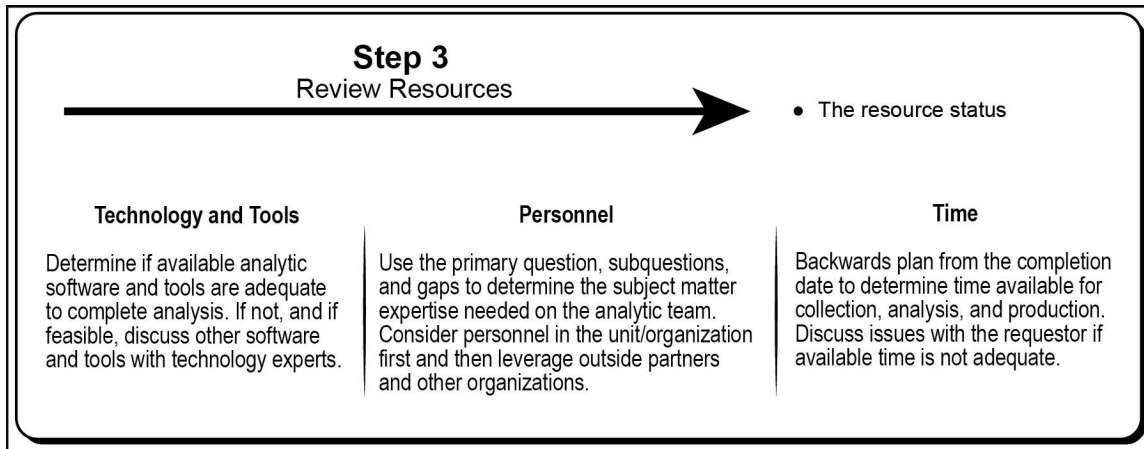 Step 3
Review Resources
● The resource status
Technology and Tools
Determine if available analytic
software and tools are adequate
to complete analysis. If not, and if
feasible, discuss other software
and tools with technology experts.
Personnel
Use the primary question, subquestions,
and gaps to determine the subject matter
expertise needed on the analytic team.
Consider personnel in the unit/organization
first and then leverage outside partners
and other organizations.
Time
Backwards plan from the completion
date to determine time available for
collection, analysis, and production.
Discuss issues with the requestor if
available time is not adequate.